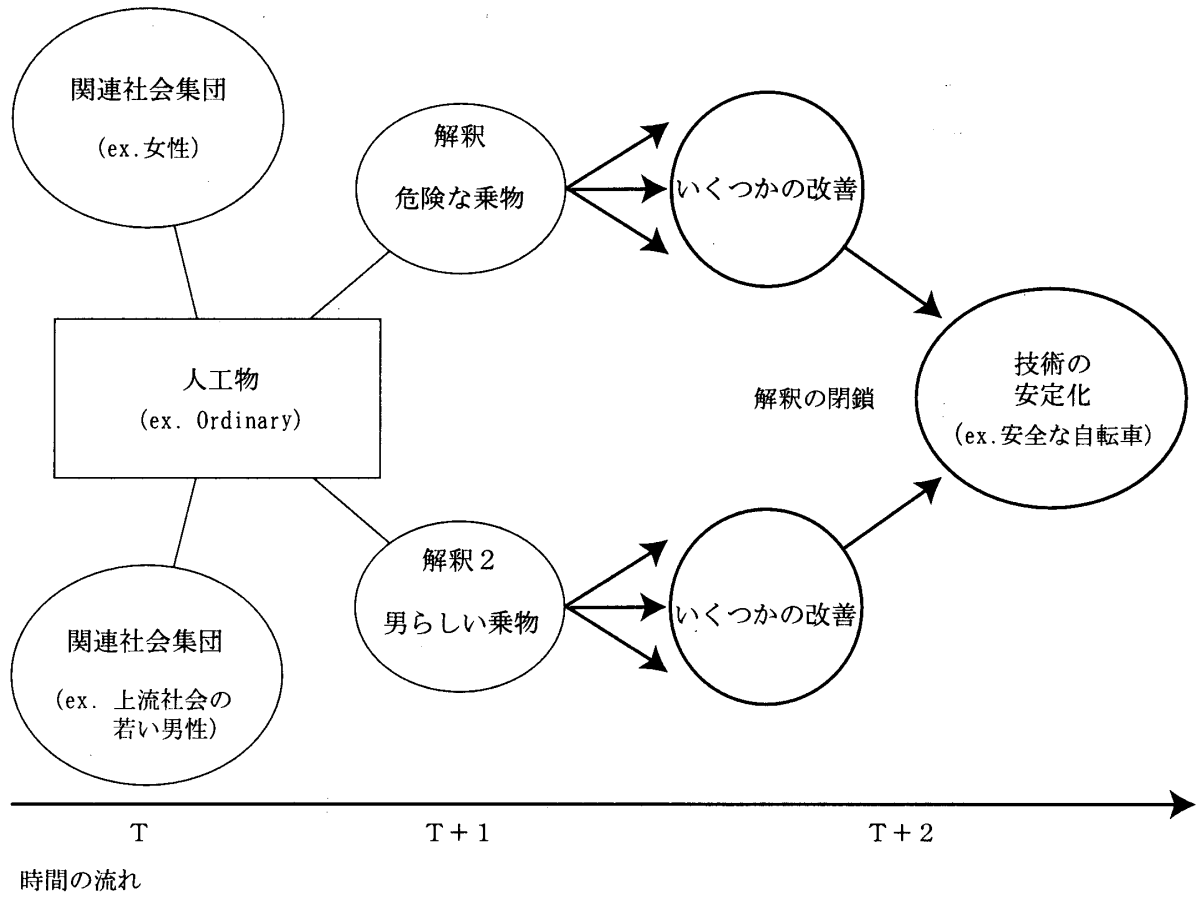 関連社会集団
(ex.女性)
解釈
危険な乗物
いくつかの改善
人工物
(ex. Ordinary)
解釈の閉鎖
技術の
安定化
(ex.安全な自転車)
解釈２
男らしい乗物
いくつかの改善
関連社会集団
(ex. 上流社会の
若い男性)
T
T＋1
T＋2
時間の流れ